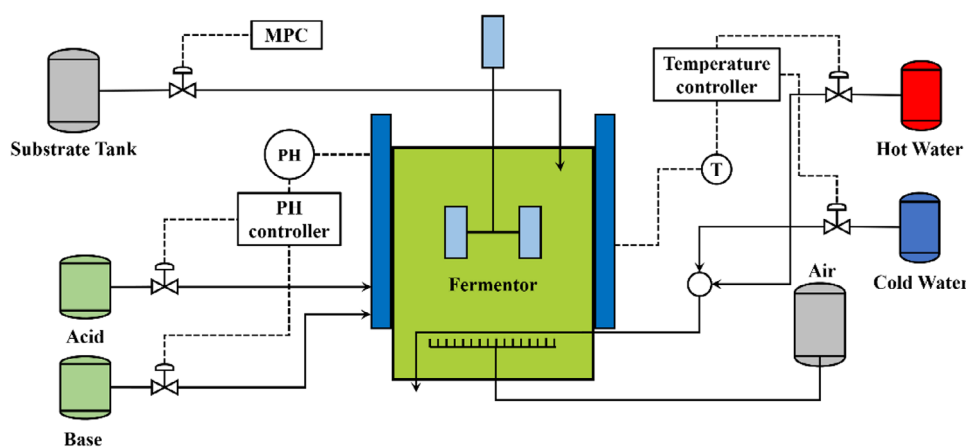 MPC
Substrate Tank
Temperature
controller
Hot Water
PH
T
PH
controller
Cold Water
Fermentor
Air
Acid
Base